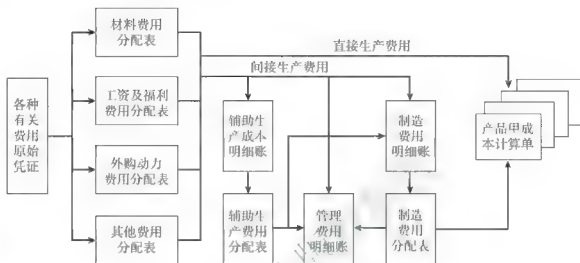 各种
有关
费用
原始
凭证
材料费用
分配表
工资及福利
费用分配表
外购动力
费用分配表
其他费用
分配表
直接生产费用
间接生产费用
辅助生
产成本
明细账
制造
费用
明细账
产品甲成
本计算单
辅助生
产费用
分配表
管理
费用
明细账
制造
费用
分配表